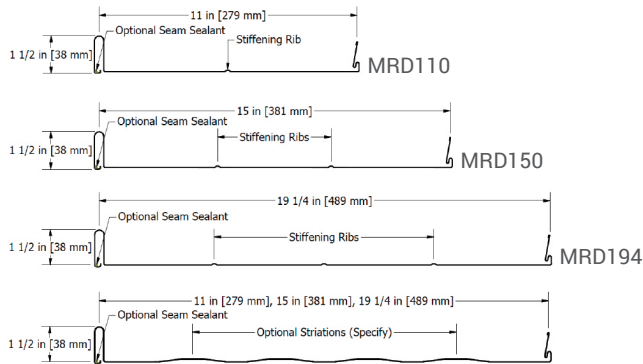 11 in [279 mm]
Optional Seam Sealant
Stiffening Rib
1 1/2 in [38 mm]
MRD110
15 in [381 mm]
Optional Seam Sealant
Stiffening Ribs
1 1/2 in [38 mm]
MRD150
19 1/4 in [489 mm]
Optional Seam Sealant
Stiffening Ribs
1 1/2 in [38 mm]
MRD194
11 in [279 mm], 15 in [381 mm], 19 1/4 in [489 mm]
Optional Seam Sealant
Optional Striations (Specify)
1 1/2 in [38 mm]